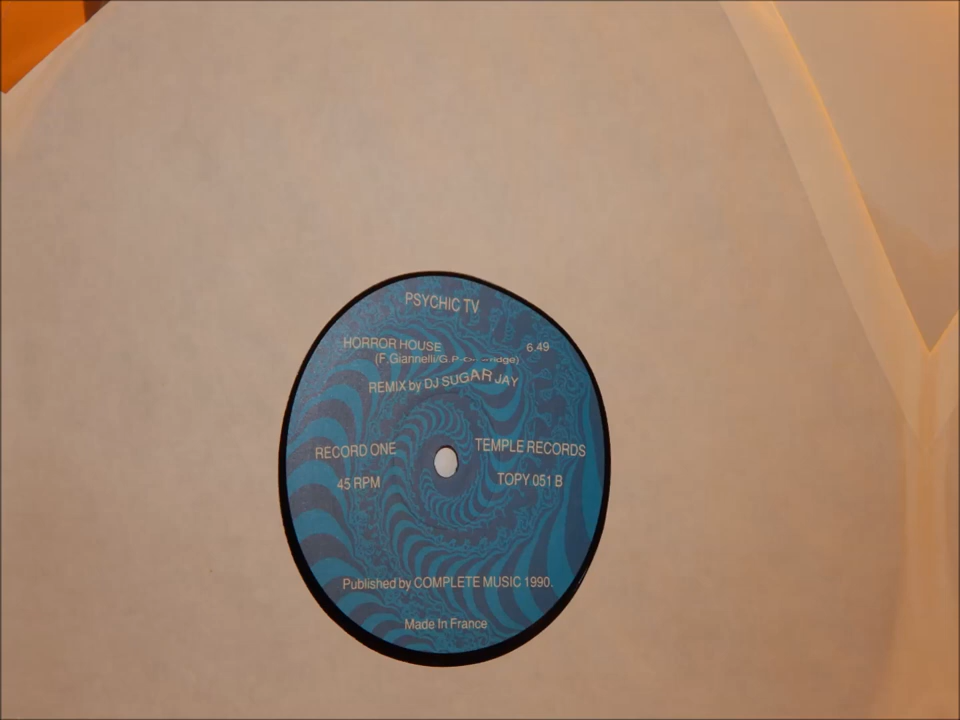 PSYCHIC TV
HORROR HOUSE 6.49
(F.Giannelli/G.P-
REMIX by DJ SUGAR JAY
RECORD ONE TEMPLE RECORDS
45 RPM TOPY 051 B
Published by COMPLETE MUSIC 1990.
Made In France